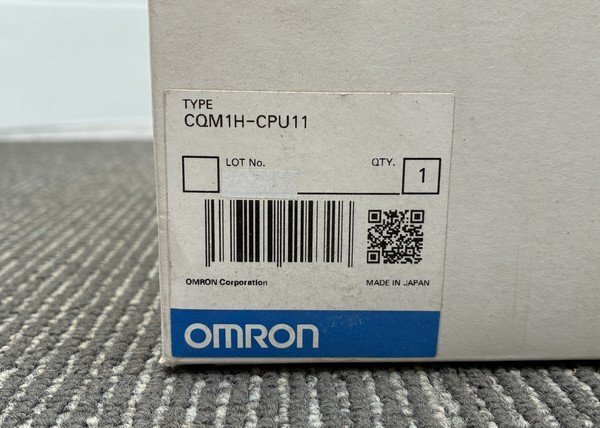 TYPE
CQM1H-CPU11
LOT No. QTY. 1
OMRON Corporation MADE IN JAPAN
OMRON